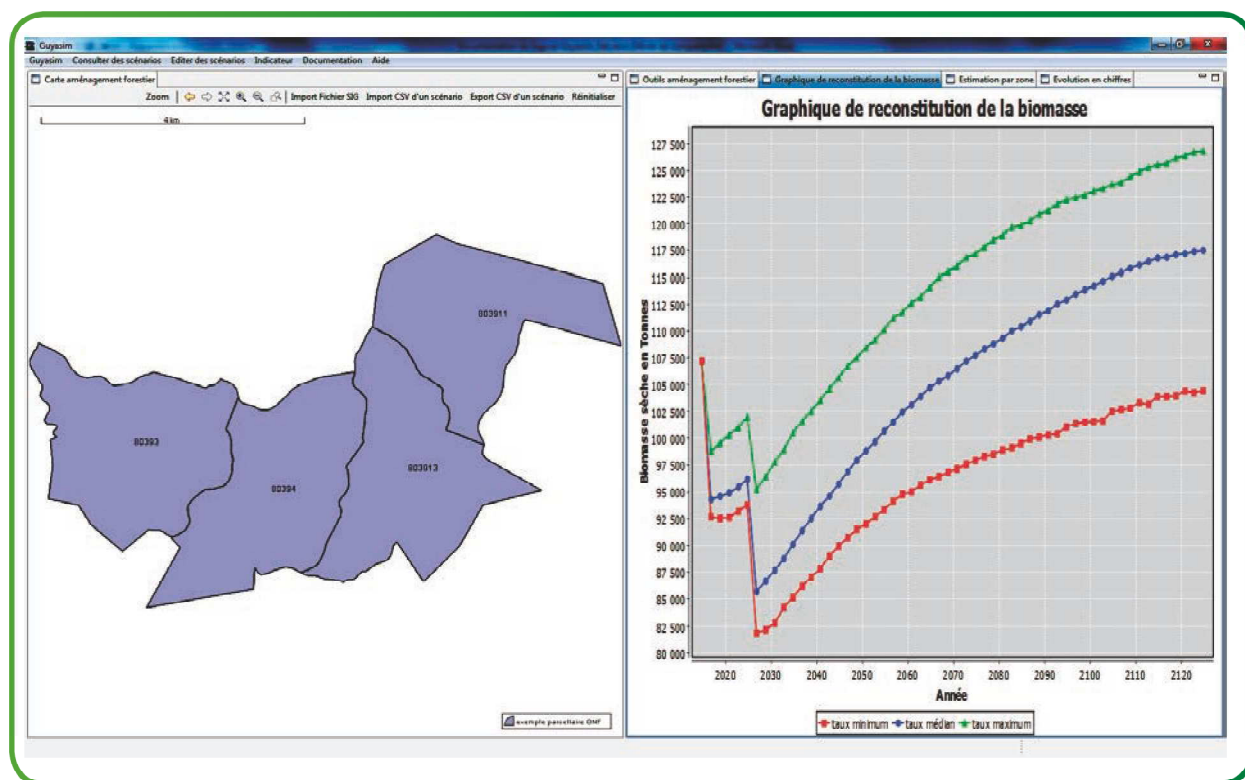 Guyasim
Guyasim Consulter des scénarios Editer des scénarios Indicateur Documentation Aide
Carte aménagement forestier
Zoom Import Fichier SIG Import CSV d'un scénario Export CSV d'un scénario Réinitialiser
4 km
803911
80393
80394
803913
exemple parcellaire ONF
Outils aménagement forestier Graphique de reconstitution de la biomasse Estimation par zone Evolution en chiffres
Graphique de reconstitution de la biomasse
Biomasse sèche en Tonnes
127 500
125 000
122 500
120 000
117 500
115 000
112 500
110 000
107 500
105 000
102 500
100 000
97 500
95 000
92 500
90 000
87 500
85 000
82 500
80 000
2020 2030 2040 2050 2060 2070 2080 2090 2100 2110 2120
Année
taux minimum taux médian taux maximum